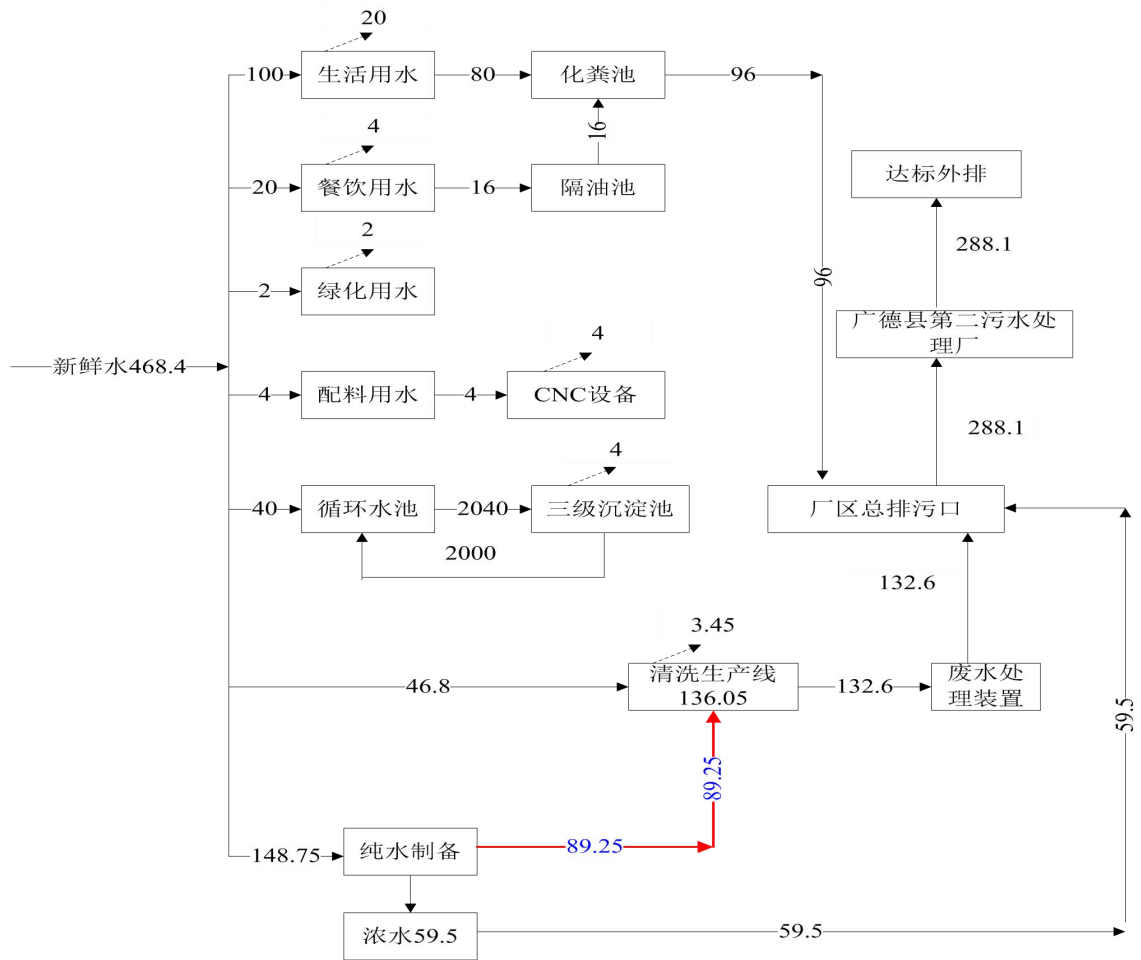 20
100
生活用水
80
化粪池
96
4
16
20
餐饮用水
16
隔油池
达标外排
2
288.1
2
绿化用水
96
广德县第二污水处
理厂
新鲜水468.4
4
4
配料用水
4
CNC设备
288.1
4
40
循环水池
2040
三级沉淀池
厂区总排污口
2000
132.6
3.45
46.8
清洗生产线
136.05
132.6
废水处
理装置
59.5
89.25
148.75
纯水制备
89.25
浓水59.5
59.5